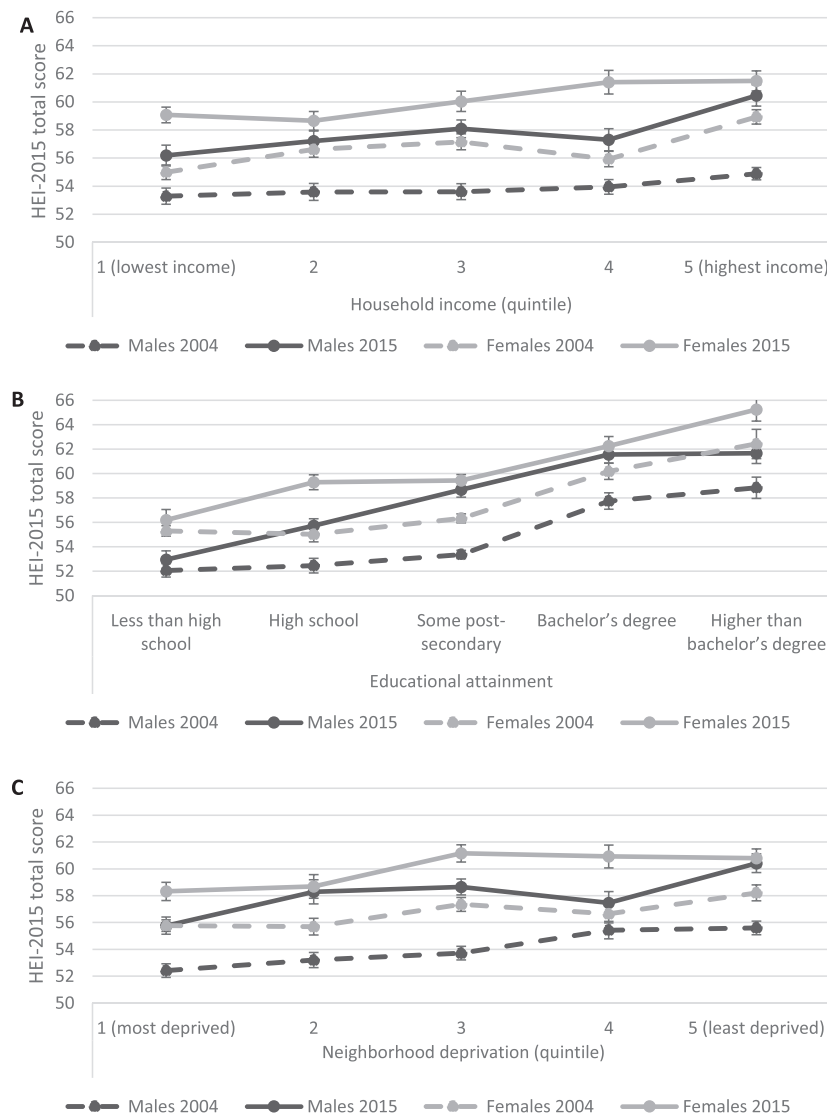 A
HEI-2015 total score
66
64
62
60
58
56
54
52
50
1 (lowest income) 2 3 4 5 (highest income)
Household income (quintile)
Males 2004 Males 2015 Females 2004 Females 2015
B
HEI-2015 total score
66
64
62
60
58
56
54
52
50
Less than high school High school Some post-secondary Bachelor's degree Higher than bachelor's degree
Educational attainment
Males 2004 Males 2015 Females 2004 Females 2015
C
HEI-2015 total score
66
64
62
60
58
56
54
52
50
1 (most deprived) 2 3 4 5 (least deprived)
Neighborhood deprivation (quintile)
Males 2004 Males 2015 Females 2004 Females 2015